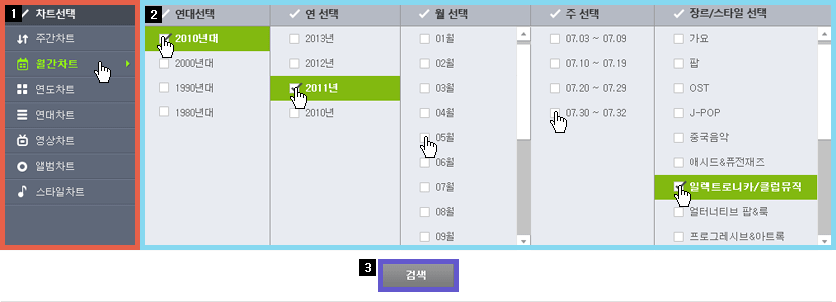 1 차트선택
주간차트
월간차트
연도차트
연대차트
영상차트
앨범차트
스타일차트
2 연대선택
2010년대
2000년대
1990년대
1980년대
연 선택
2013년
2012년
2011년
2010년
월 선택
01월
02월
03월
04월
05월
06월
07월
08월
09월
주 선택
07.03 ~ 07.09
07.10 ~ 07.19
07.20 ~ 07.29
07.30 ~ 07.32
장르/스타일 선택
가요
팝
OST
J-POP
중국음악
애시드&퓨전재즈
일렉트로니카/클럽뮤직
얼터너티브 팝&록
프로그레시브&아트록
3 검색